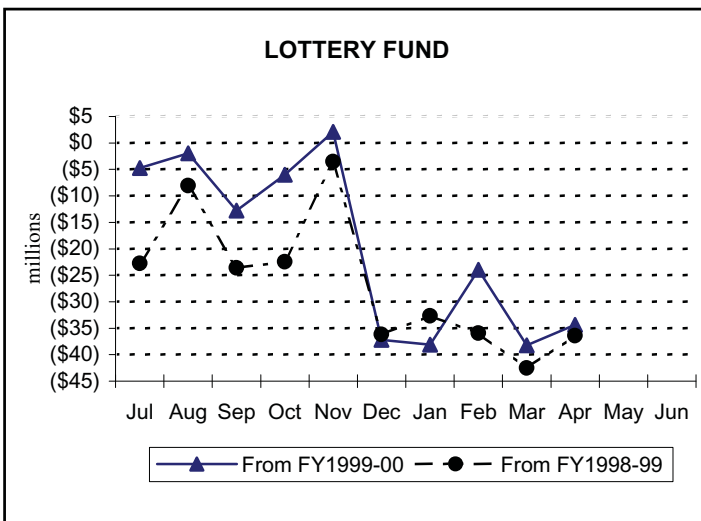 LOTTERY FUND
$5
$0
($5)
($10)
($15)
($20)
($25)
($30)
($35)
($40)
($45)
millions
Jul Aug Sep Oct Nov Dec Jan Feb Mar Apr May Jun
From FY1999-00 From FY1998-99